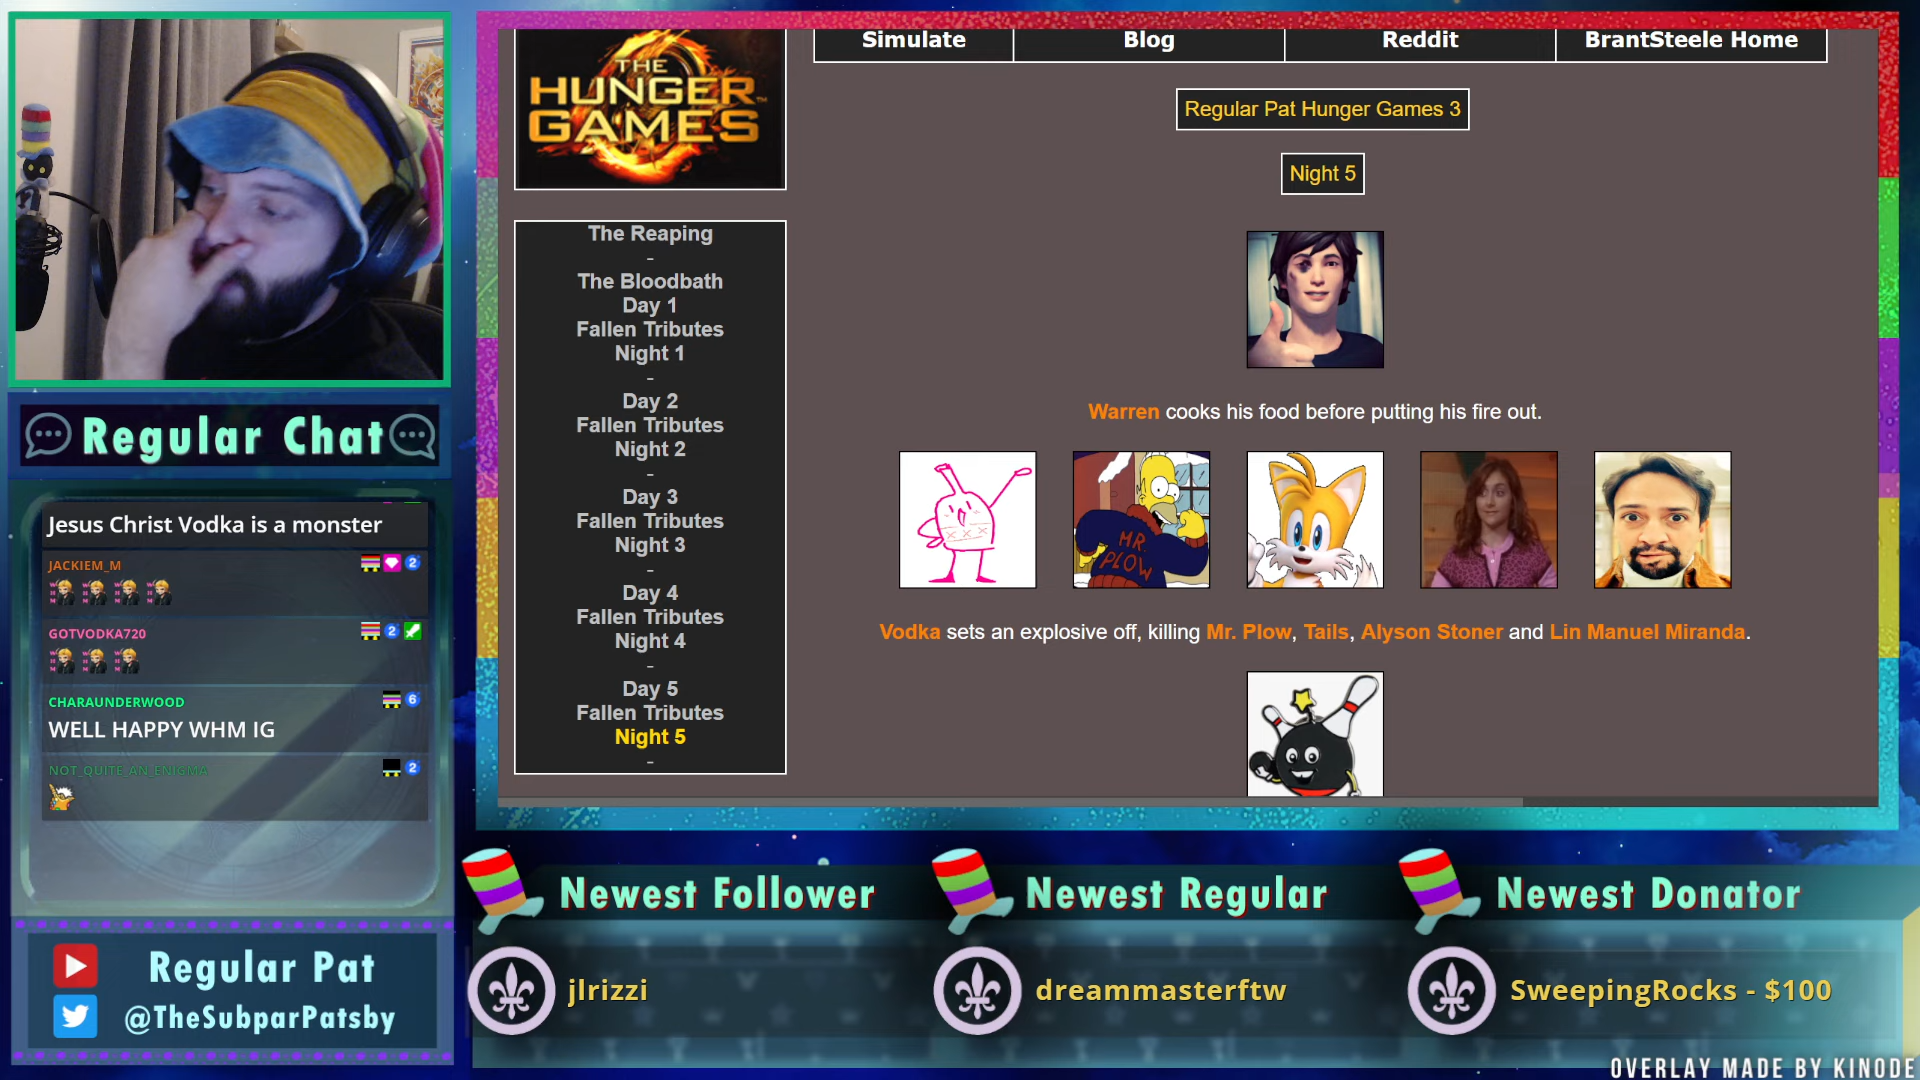 THE
HUNGER
GAMES
Simulate
Blog
Reddit
BrantSteele Home
Regular Pat Hunger Games 3
Night 5
The Reaping
-
The Bloodbath
Day 1
Fallen Tributes
Night 1
-
Day 2
Fallen Tributes
Night 2
-
Day 3
Fallen Tributes
Night 3
-
Day 4
Fallen Tributes
Night 4
-
Day 5
Fallen Tributes
Night 5
-
Warren cooks his food before putting his fire out.
MR.
PLOW
Vodka sets an explosive off, killing Mr. Plow, Tails, Alyson Stoner and Lin Manuel Miranda.
Regular Chat
Jesus Christ Vodka is a monster
JACKIEM_M
2
GOTVODKA720
2
CHARAUNDERWOOD
6
WELL HAPPY WHM IG
NOT_QUITE_AN_ENIGMA
2
Regular Pat
@TheSubparPatsby
Newest Follower
jlrizzi
Newest Regular
dreammasterftw
Newest Donator
SweepingRocks - $100
OVERLAY MADE BY KINODE